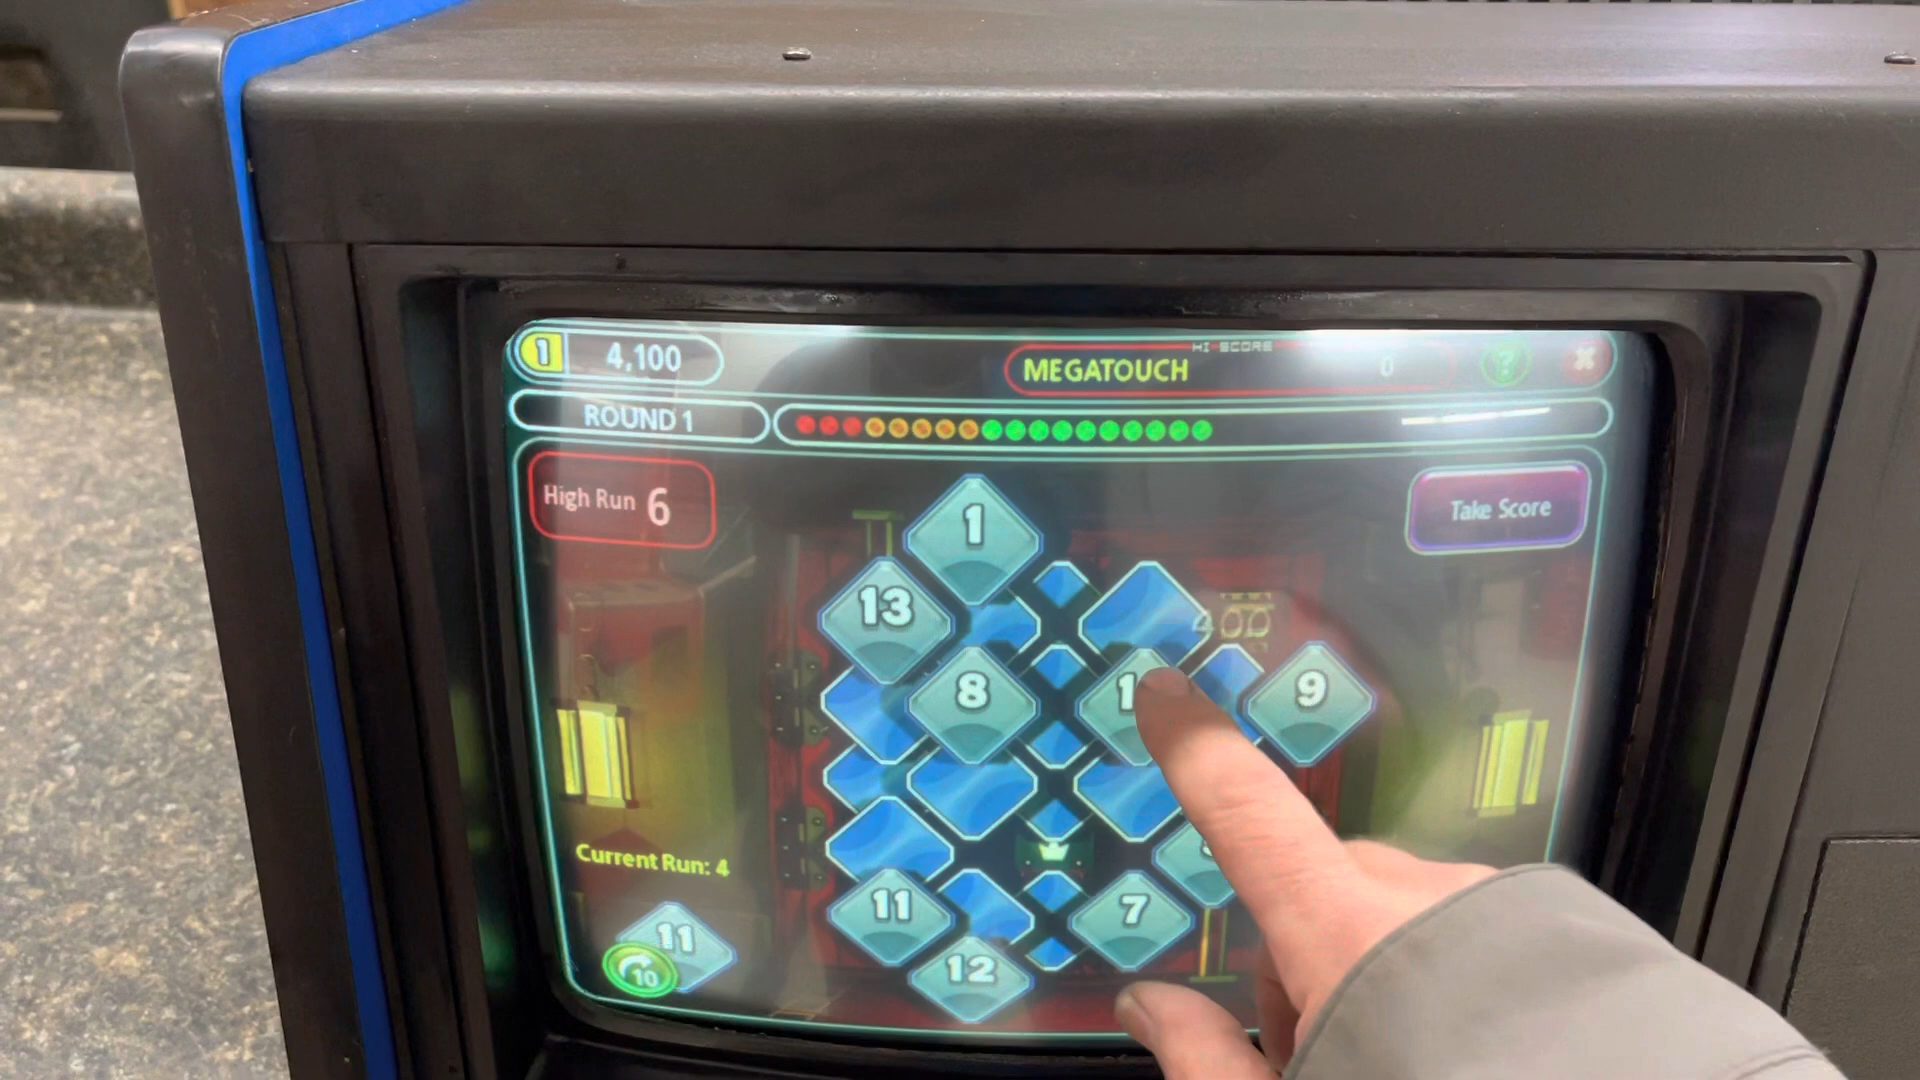 1 4,100
HI-SCORE
MEGATOUCH 0 ?
ROUND 1
High Run 6
Take Score
1
13
400
8
9
Current Run: 4
11
7
11
10
12